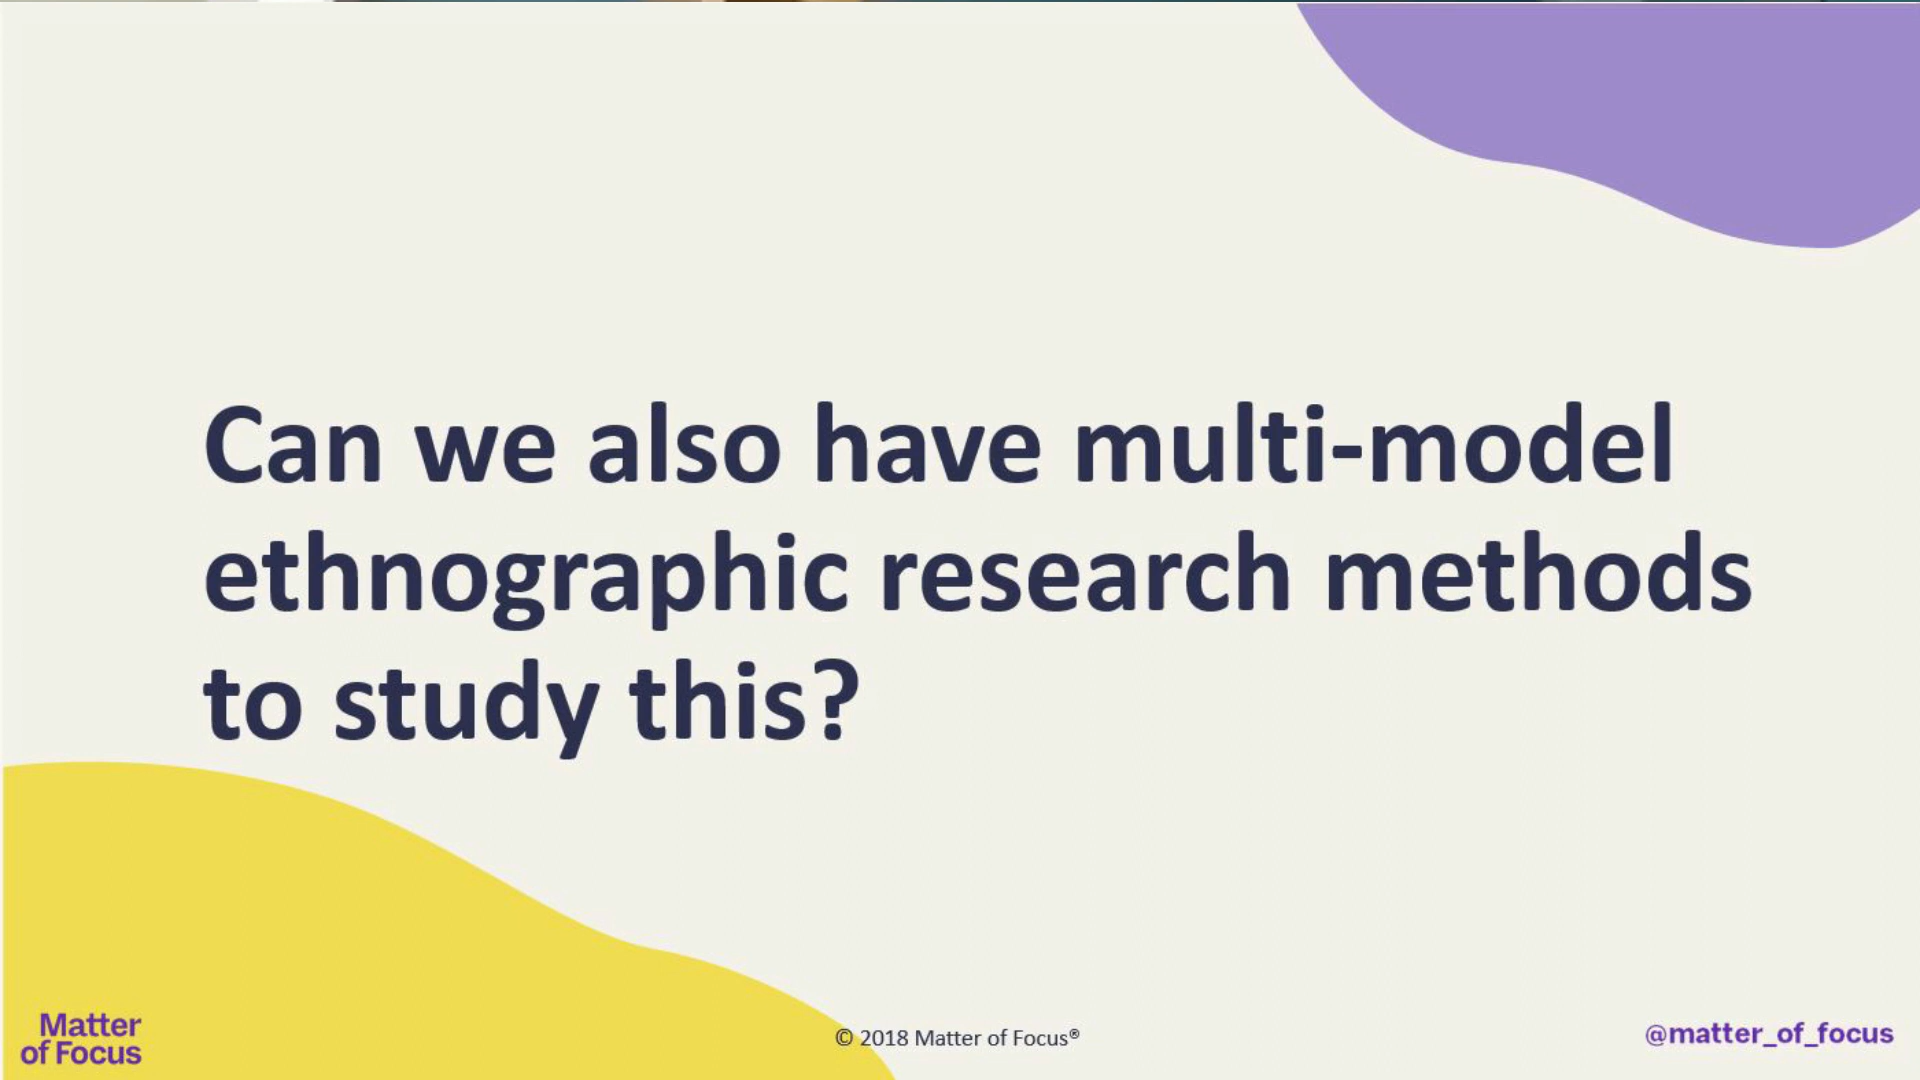 Can we also have multi-model
ethnographic research methods
to study this?
Matter
of Focus
© 2018 Matter of Focus®
@matter_of_focus